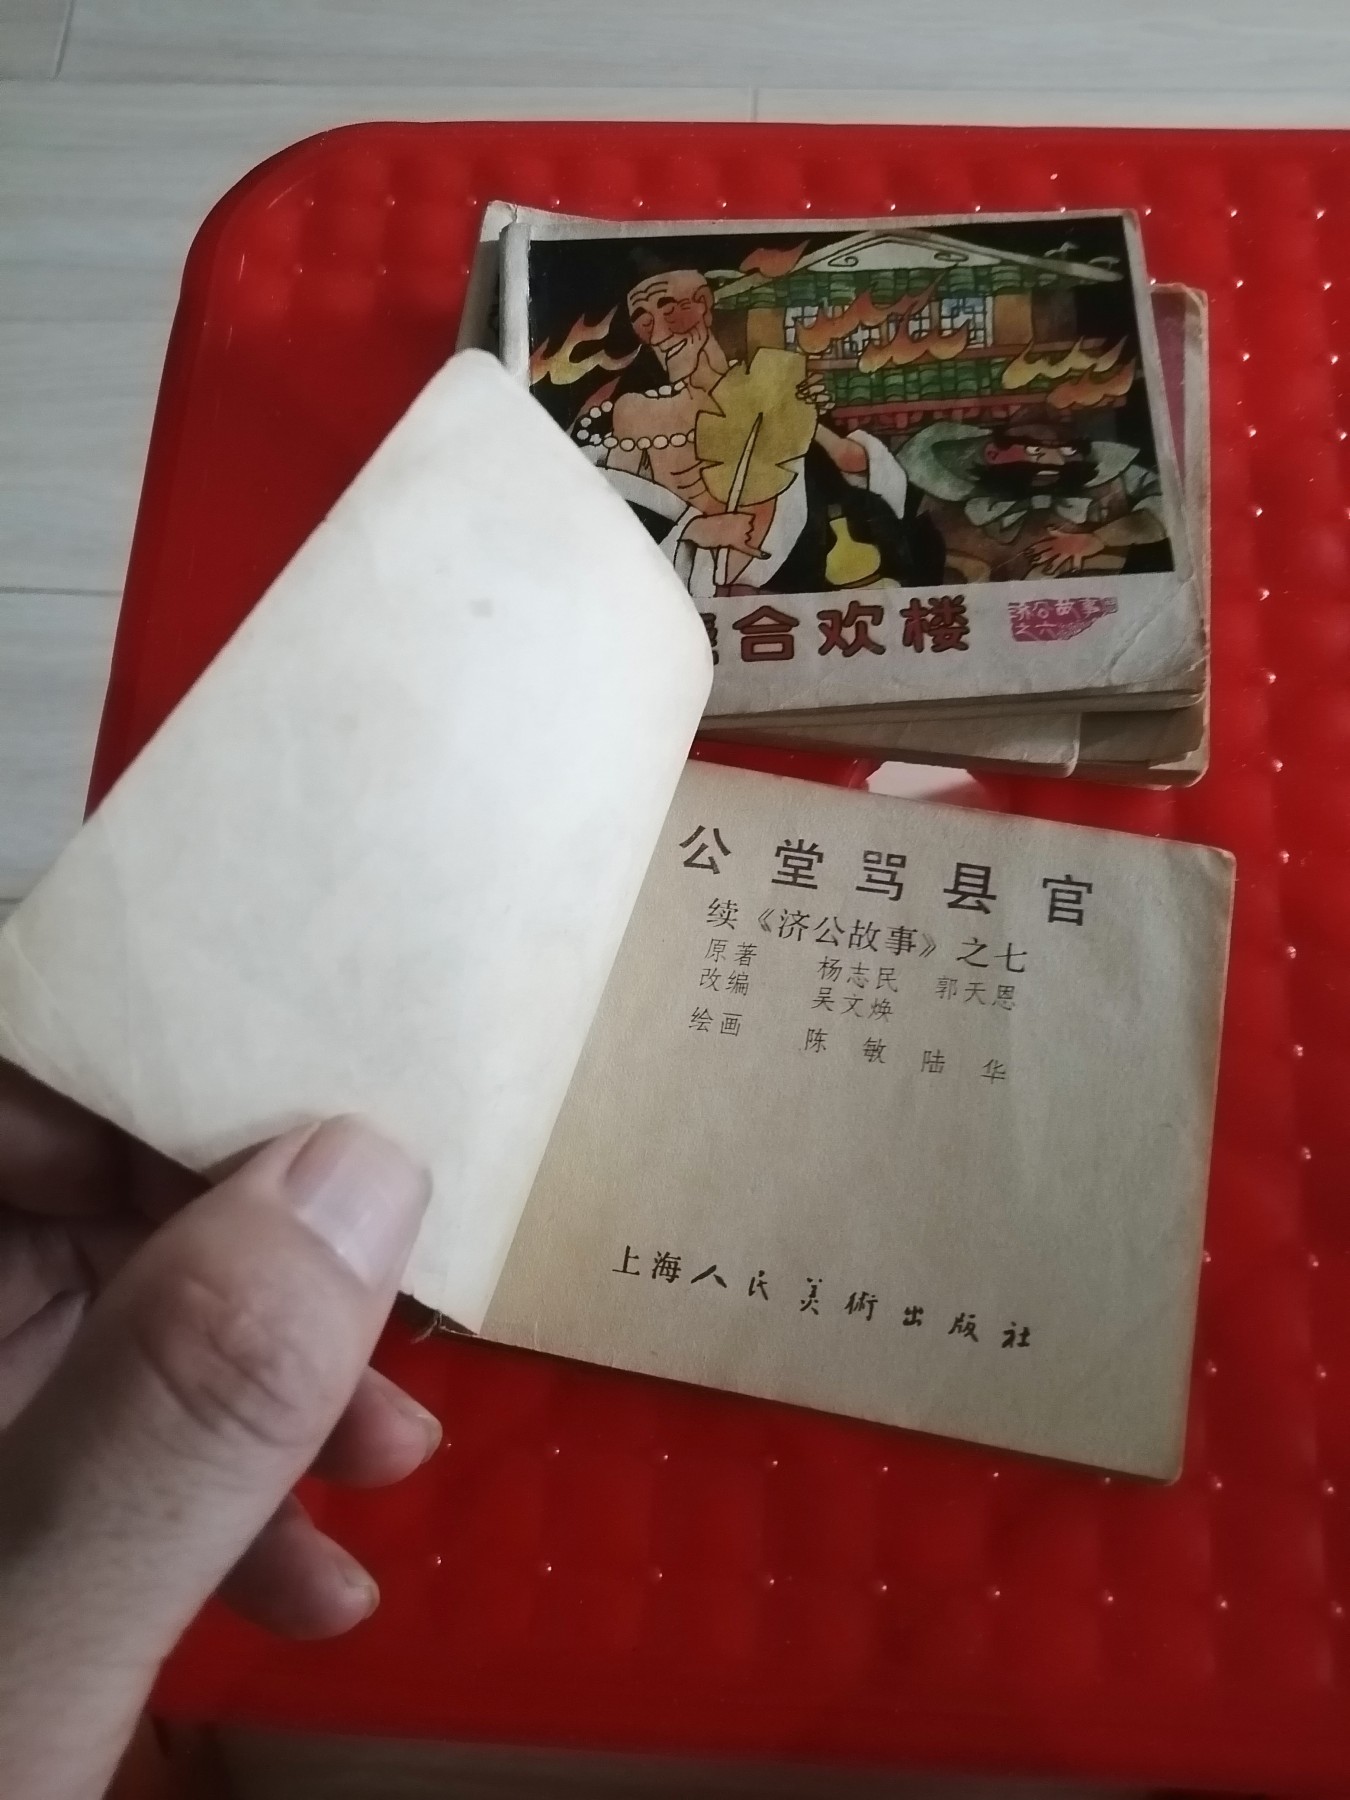 合欢楼
济公故事
之六
公堂骂县官
续《济公故事》之七
原著 杨志民 郭天恩
改编 吴文焕
绘画 陈敏 陆华
上海人民美術出版社